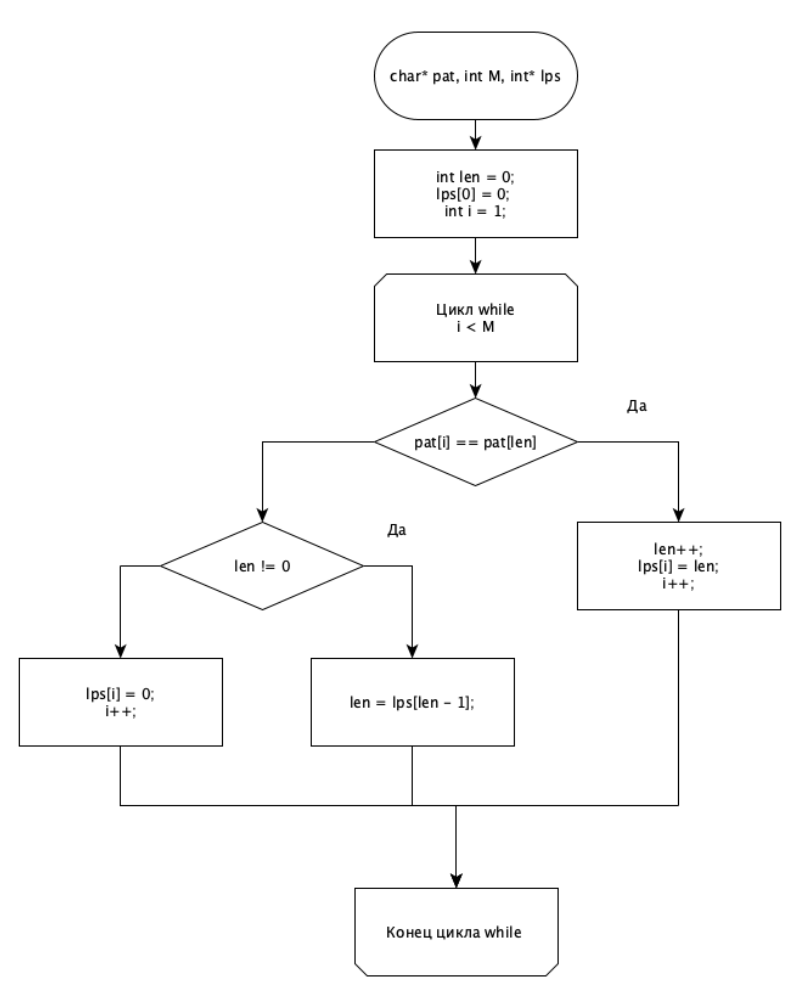 char* pat, int M, int* lps
int len = 0;
lps[0] = 0;
int i = 1;
Цикл while
i < M
Да
pat[i] == pat[len]
Да
len != 0
len++;
lps[i] = len;
i++;
lps[i] = 0;
i++;
len = lps[len - 1];
Конец цикла while